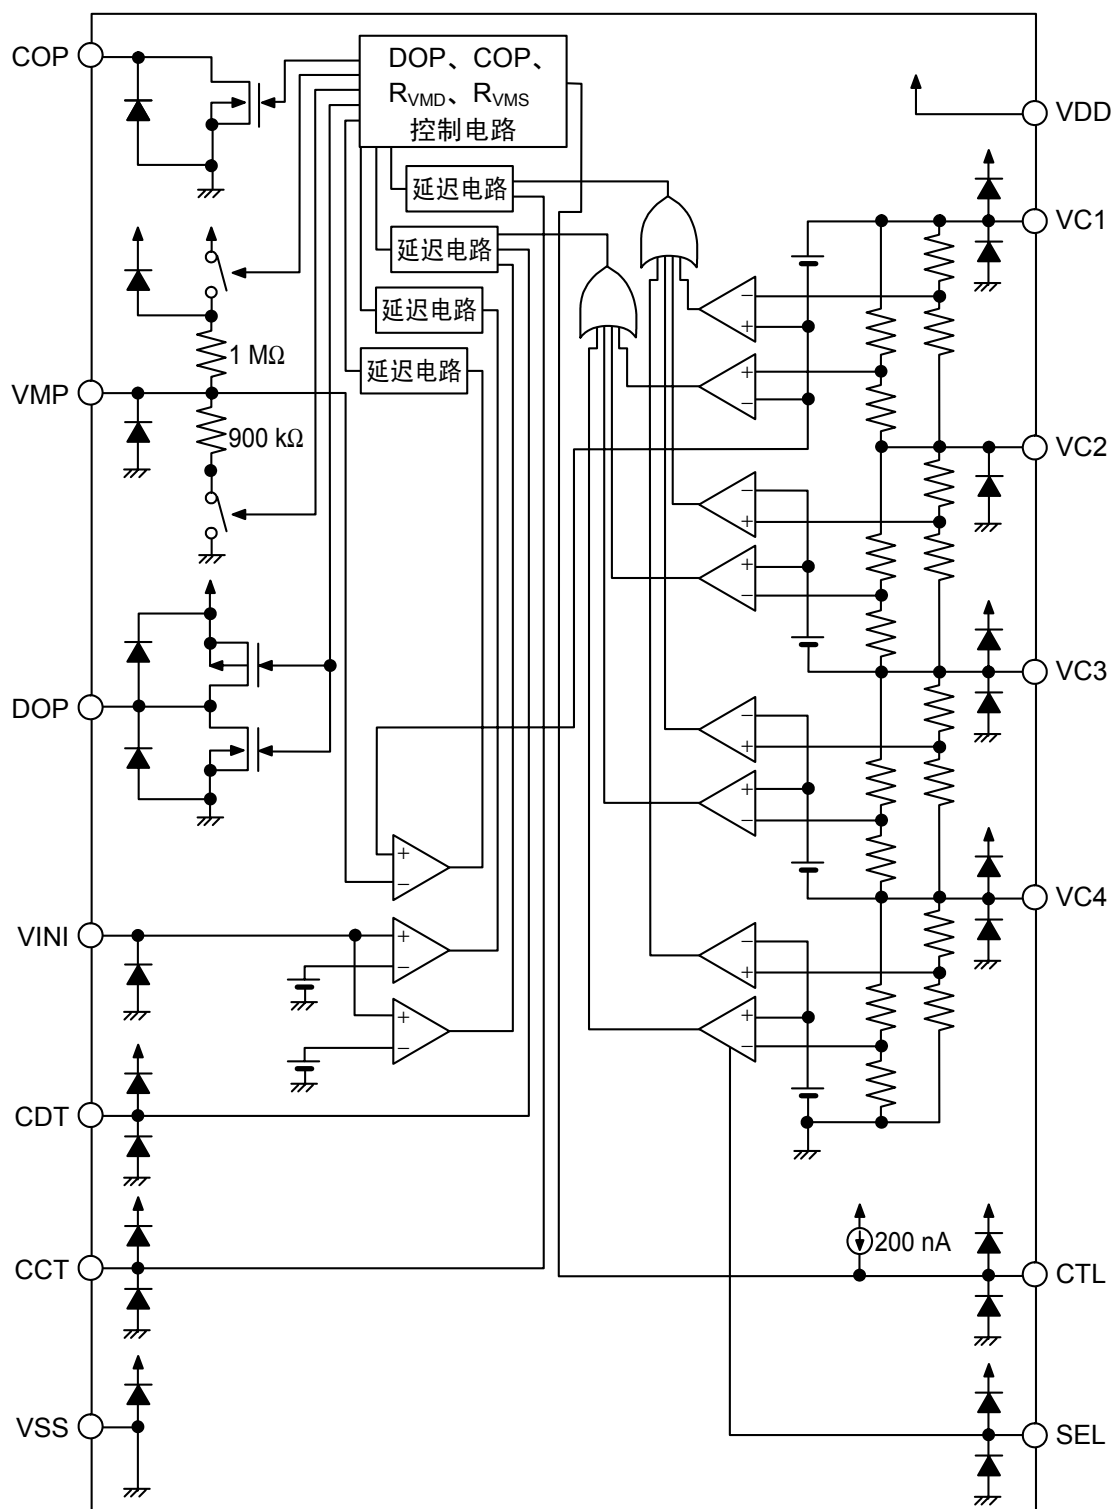 COP
DOP、COP、
RVMD、RVMS
控制电路
VDD
延迟电路
VC1
延迟电路
延迟电路
延迟电路
1 MΩ
VMP
900 kΩ
VC2
VC3
DOP
VC4
VINI
CDT
200 nA
CCT
CTL
VSS
SEL
− 
+
+
−
−
+
+
−
−
+
+
−
+
−
+
−
−
+
+
−
+
−